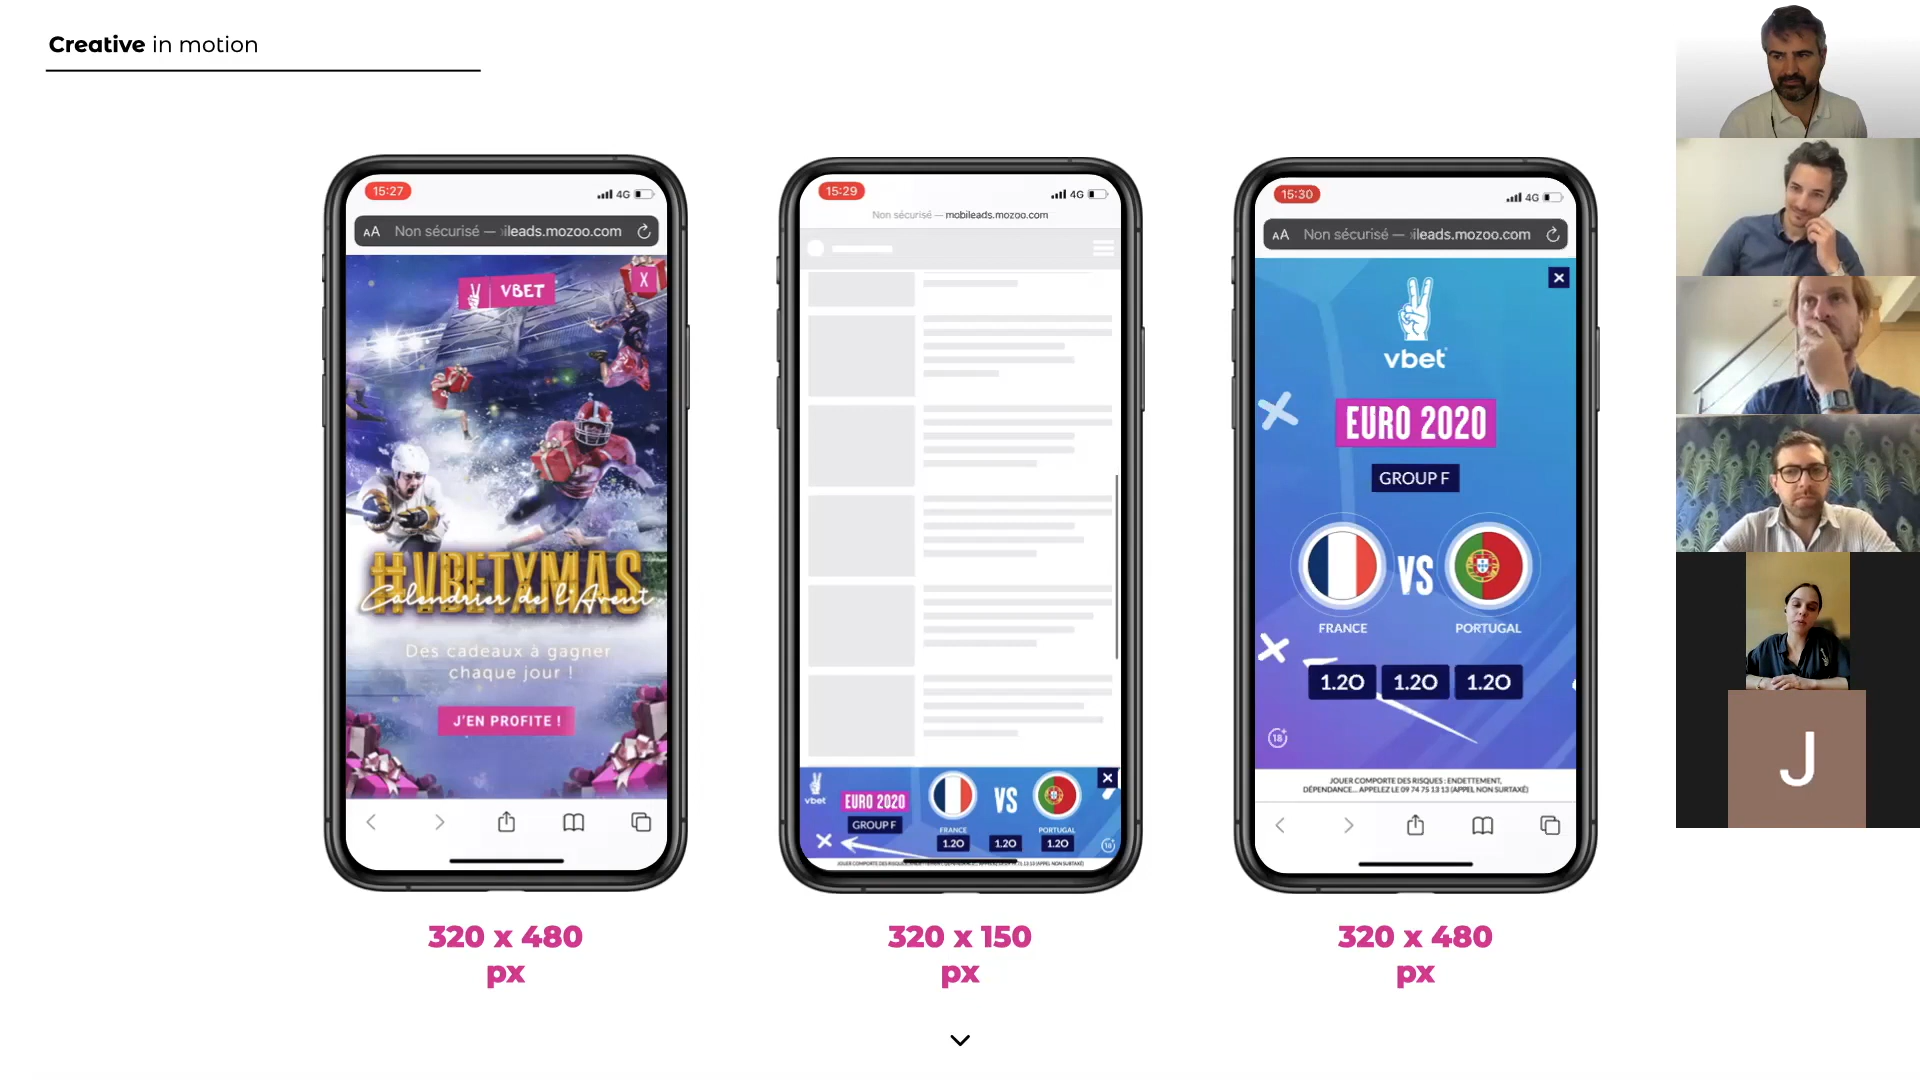 Creative in motion
15:27
4G
AA Non sécurisé — ileads.mozoo.com
VBET
X
#VBETXMAS
Calendrier de l'Avent
Des cadeaux à gagner
chaque jour !
J'EN PROFITE !
320 x 480
px
15:29
4G
Non sécurisé — mobileads.mozoo.com
vbet
EURO 2020
GROUP F
VS
FRANCE
PORTUGAL
1.20 1.20 1.20
18+
320 x 150
px
15:30
4G
AA Non sécurisé — ileads.mozoo.com
vbet
EURO 2020
GROUP F
VS
FRANCE
PORTUGAL
1.20 1.20 1.20
18+
JOUER COMPORTE DES RISQUES : ENDETTEMENT,
DÉPENDANCE... APPELEZ LE 09 74 75 13 13 (APPEL NON SURTAXÉ)
320 x 480
px
J